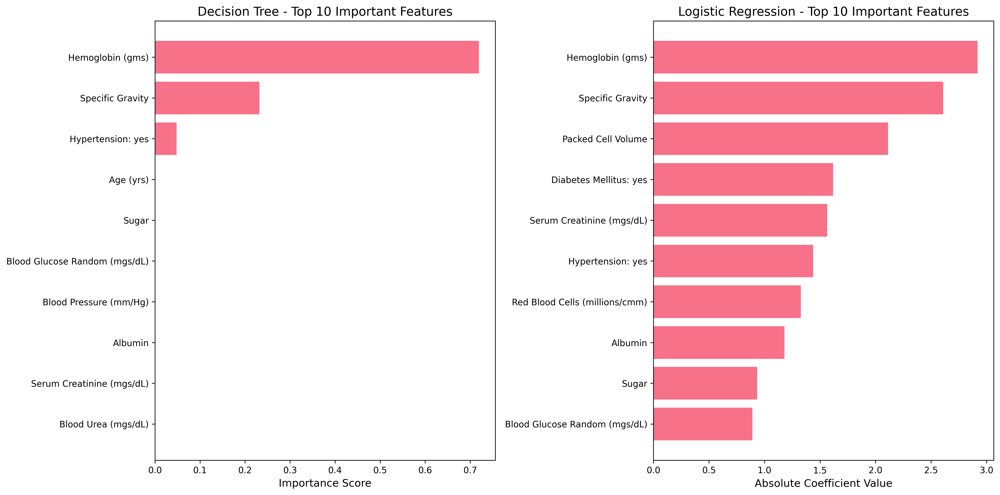 Decision Tree - Top 10 Important Features
Hemoglobin (gms)
Specific Gravity
Hypertension: yes
Age (yrs)
Sugar
Blood Glucose Random (mgs/dL)
Blood Pressure (mm/Hg)
Albumin
Serum Creatinine (mgs/dL)
Blood Urea (mgs/dL)
0.0 0.1 0.2 0.3 0.4 0.5 0.6 0.7
Importance Score
Logistic Regression - Top 10 Important Features
Hemoglobin (gms)
Specific Gravity
Packed Cell Volume
Diabetes Mellitus: yes
Serum Creatinine (mgs/dL)
Hypertension: yes
Red Blood Cells (millions/cmm)
Albumin
Sugar
Blood Glucose Random (mgs/dL)
0.0 0.5 1.0 1.5 2.0 2.5 3.0
Absolute Coefficient Value